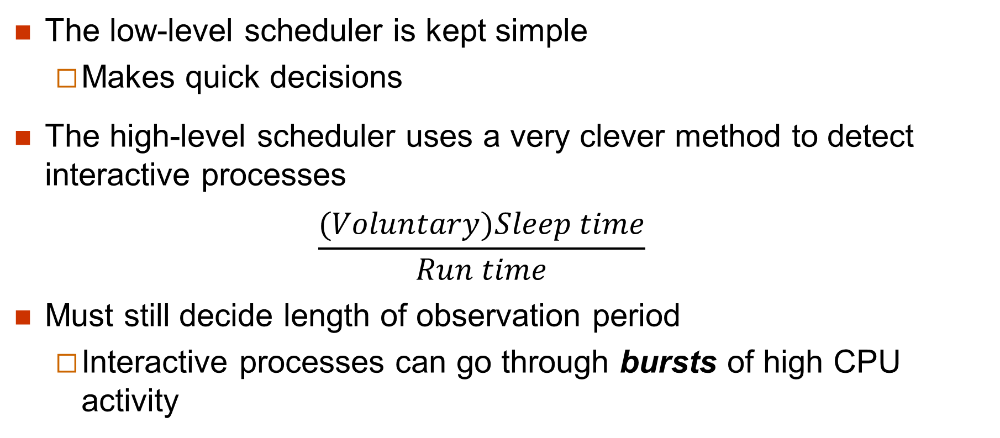 The low-level scheduler is kept simple
Makes quick decisions
The high-level scheduler uses a very clever method to detect
interactive processes
(Voluntary)Sleep time
Run time
Must still decide length of observation period
Interactive processes can go through bursts of high CPU
activity